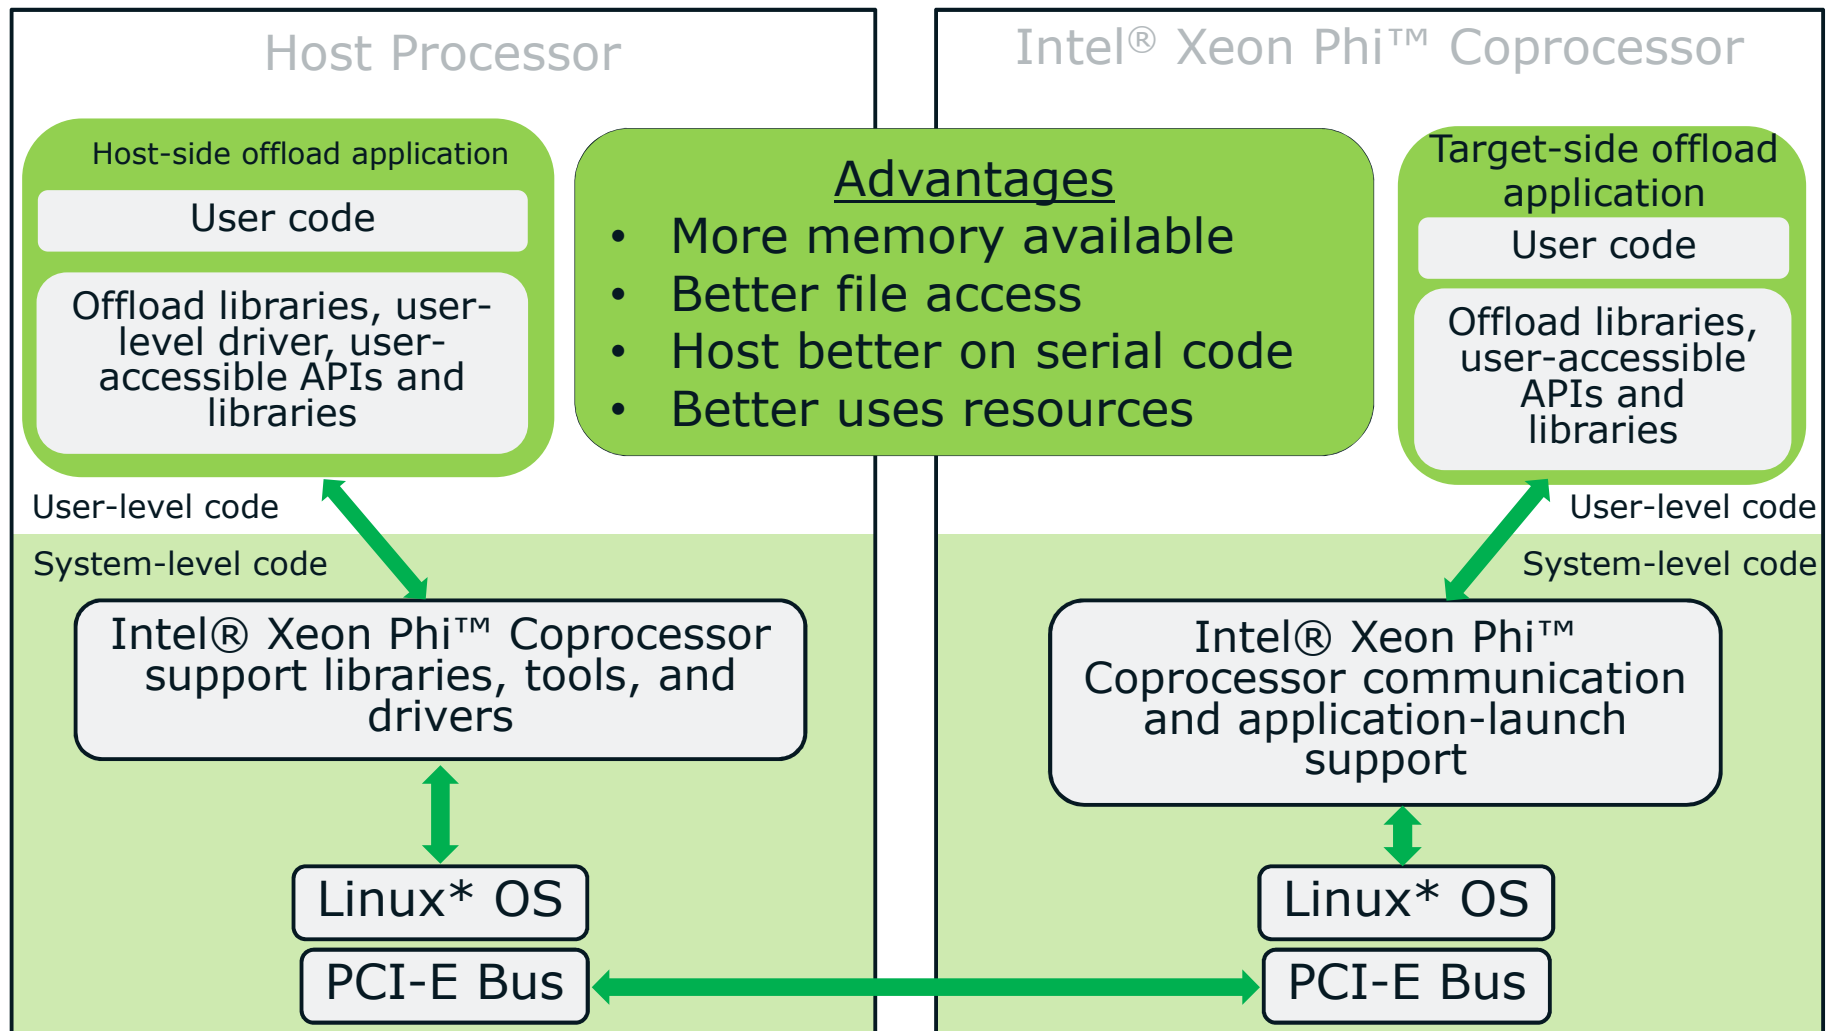 Host Processor
Intel® Xeon Phi™ Coprocessor
Host-side offload application
User code
Offload libraries, user-
level driver, user-
accessible APIs and
libraries
Advantages
• More memory available
• Better file access
• Host better on serial code
• Better uses resources
Target-side offload
application
User code
Offload libraries,
user-accessible
APIs and
libraries
User-level code
System-level code
User-level code
System-level code
Intel® Xeon Phi™ Coprocessor
support libraries, tools, and
drivers
Intel® Xeon Phi™
Coprocessor communication
and application-launch
support
Linux* OS
PCI-E Bus
Linux* OS
PCI-E Bus